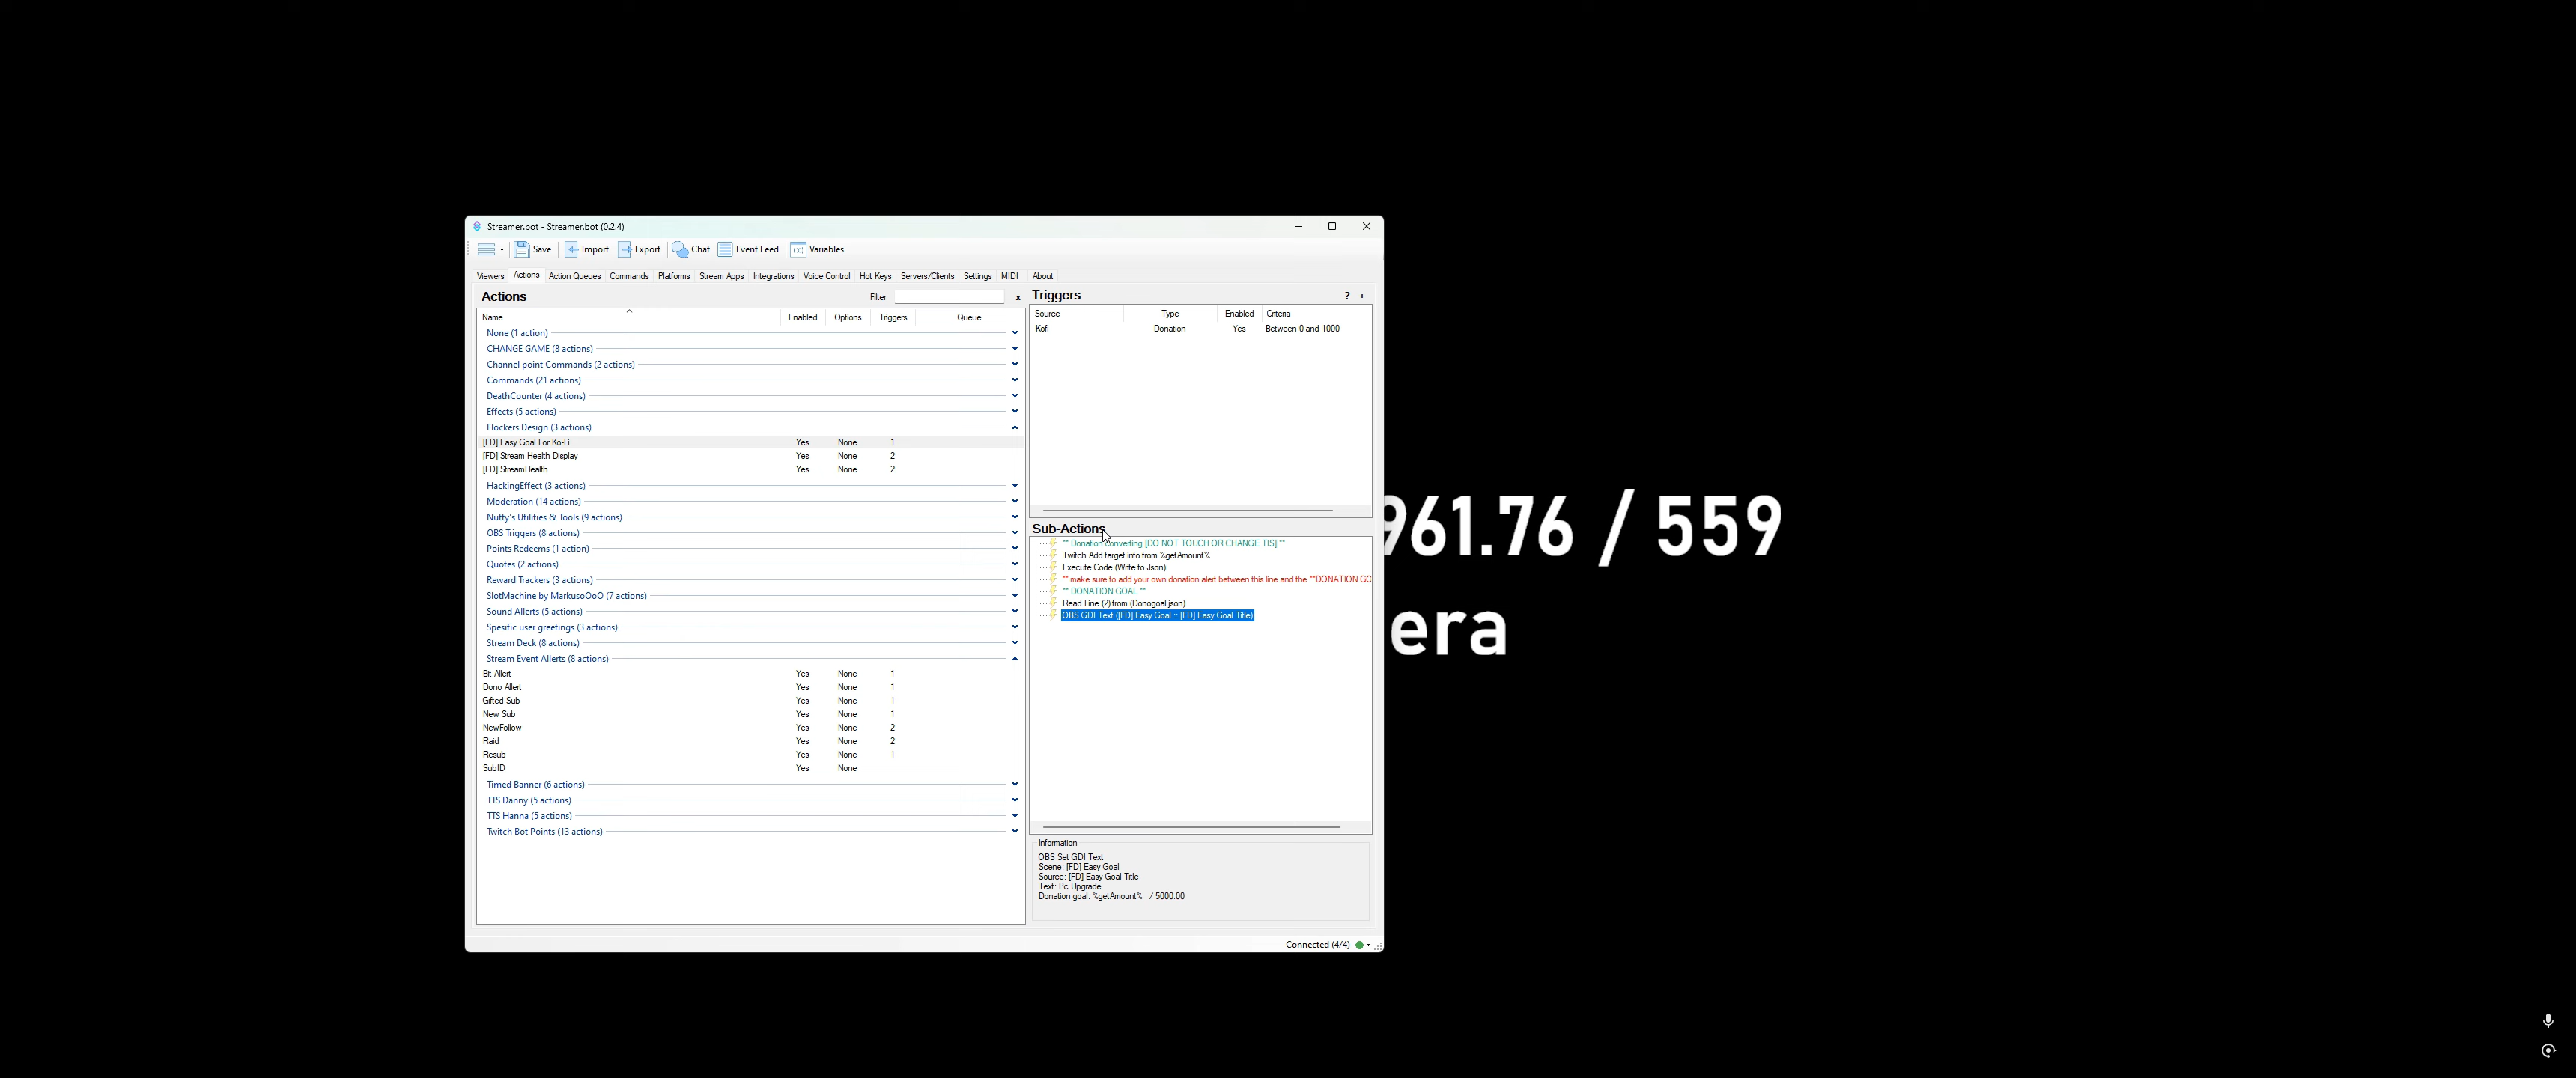 Streamer.bot - Streamer.bot (0.2.4)
Save Import Export Chat Event Feed Variables
Viewers Actions Action Queues Commands Platforms Stream Apps Integrations Voice Control Hot Keys Servers/Clients Settings MIDI About
Actions
Filter
x
Name Enabled Options Triggers Queue
None (1 action)
CHANGE GAME (8 actions)
Channel point Commands (2 actions)
Commands (21 actions)
DeathCounter (4 actions)
Effects (5 actions)
Flockers Design (3 actions)
[FD] Easy Goal For Ko-Fi Yes None 1
[FD] Stream Health Display Yes None 2
[FD] StreamHealth Yes None 2
HackingEffect (3 actions)
Moderation (14 actions)
Nutty's Utilities & Tools (9 actions)
OBS Triggers (8 actions)
Points Redeems (1 action)
Quotes (2 actions)
Reward Trackers (3 actions)
SlotMachine by MarkusoOoO (7 actions)
Sound Allerts (5 actions)
Spesific user greetings (3 actions)
Stream Deck (8 actions)
Stream Event Allerts (8 actions)
Bit Allert Yes None 1
Dono Allert Yes None 1
Gifted Sub Yes None 1
New Sub Yes None 1
NewFollow Yes None 2
Raid Yes None 2
Resub Yes None 1
SubID Yes None
Timed Banner (6 actions)
TTS Danny (5 actions)
TTS Hanna (5 actions)
Twitch Bot Points (13 actions)
Triggers
? +
Source Type Enabled Criteria
Kofi Donation Yes Between 0 and 1000
Sub-Actions
** Donation converting [DO NOT TOUCH OR CHANGE TIS] **
Twitch Add target info from %getAmount%
Execute Code (Write to Json)
** make sure to add your own donation alert between this line and the **DONATION GO
** DONATION GOAL **
Read Line (2) from (Donogoal.json)
OBS GDI Text ([FD] Easy Goal :: [FD] Easy Goal Title)
Information
OBS Set GDI Text
Scene: [FD] Easy Goal
Source: [FD] Easy Goal Title
Text: Pc Upgrade
Donation goal: %getAmount% / 5000.00
Connected (4/4)
961.76 / 559
era